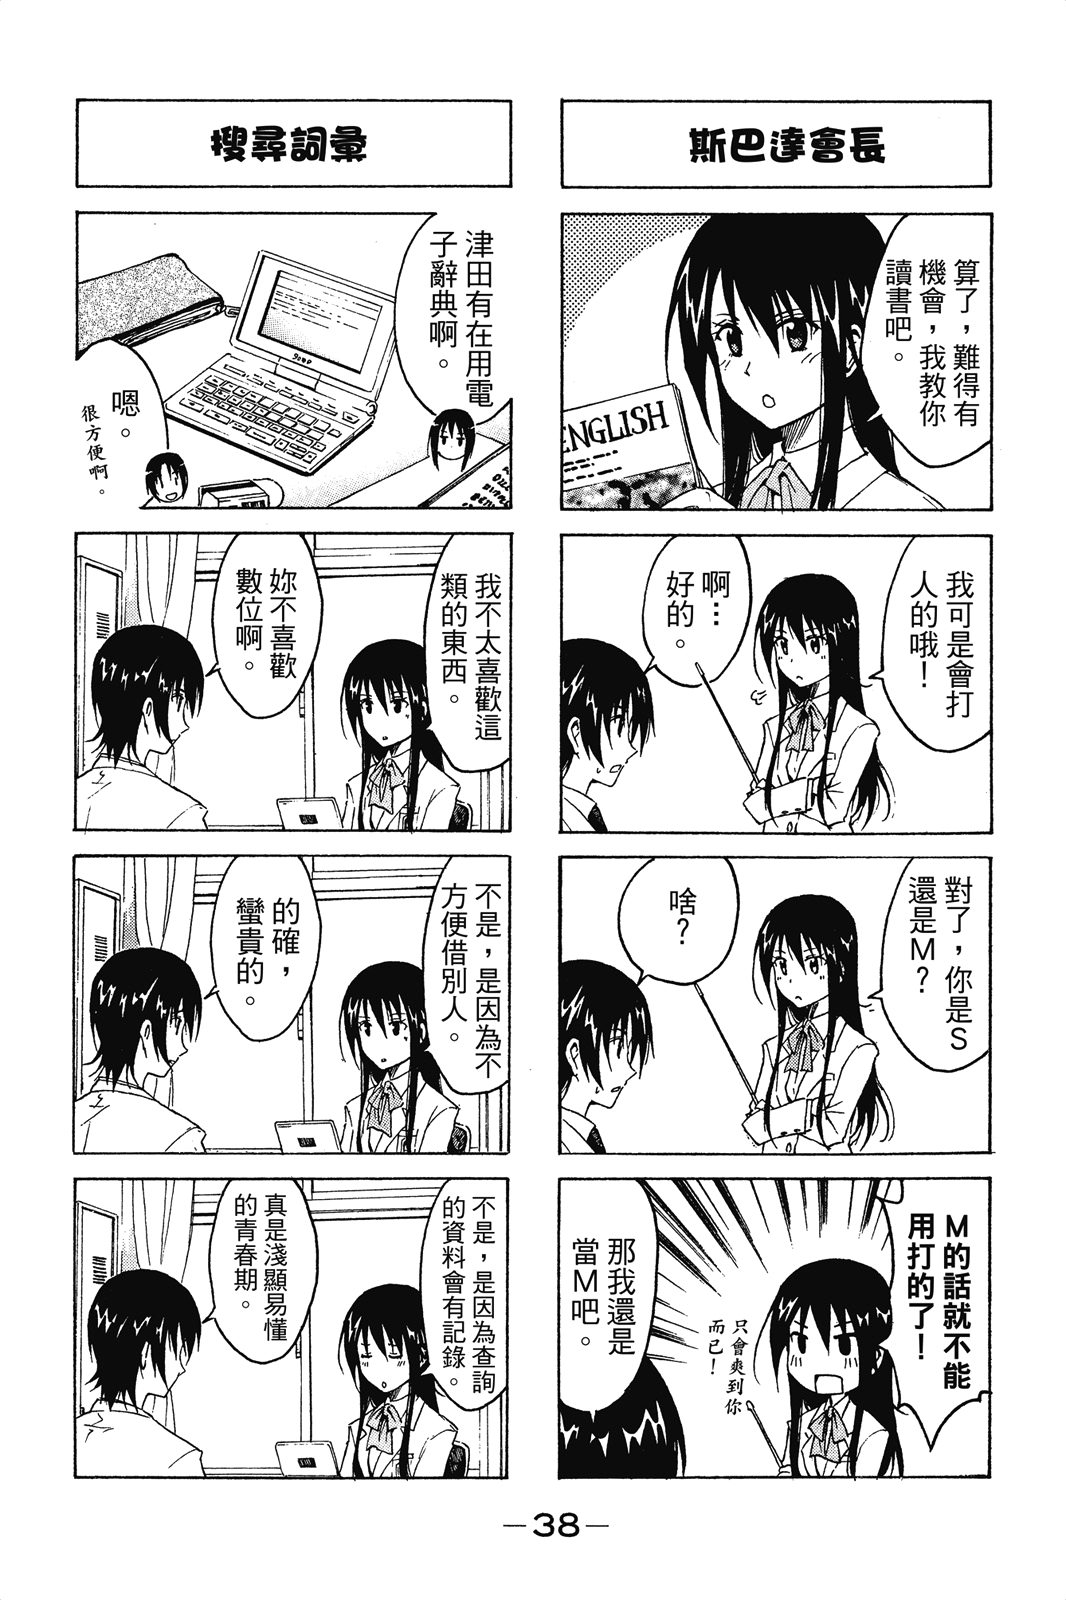 斯巴達會長
算了，難得有
機會，我教你
讀書吧。
ENGLISH
我可是會打
人的哦！
啊…
好的。
對了，你是S
還是M？
啥？
M的話就不能
用打的了！
只會爽到你
而已！
那我還是
當M吧。
搜尋詞彙
津田有在用電
子辭典啊。
嗯。
很方便啊。
我不太喜歡這
類的東西。
妳不喜歡
數位啊。
不是，是因為不
方便借別人。
的確，
蠻貴的。
不是，是因為查詢
的資料會有記錄。
真是淺顯易懂
的青春期。
—38—